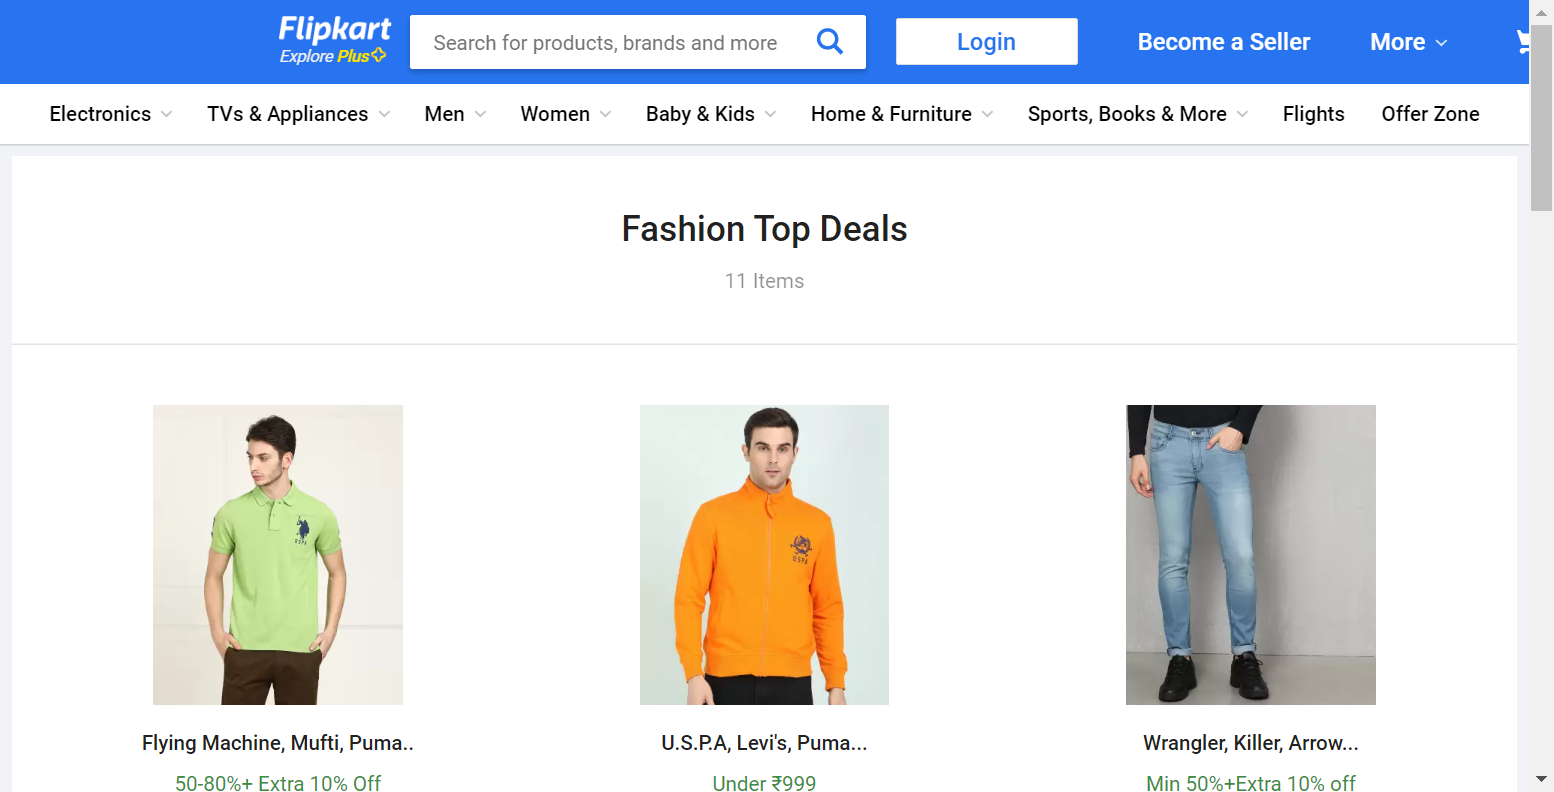 Flipkart
Explore Plus
Search for products, brands and more
Login
Become a Seller
More
Electronics
TVs & Appliances
Men
Women
Baby & Kids
Home & Furniture
Sports, Books & More
Flights
Offer Zone
Fashion Top Deals
11 Items
USPA
USPA
Flying Machine, Mufti, Puma..
50-80%+ Extra 10% Off
U.S.P.A, Levi's, Puma...
Under ₹999
Wrangler, Killer, Arrow...
Min 50%+Extra 10% off